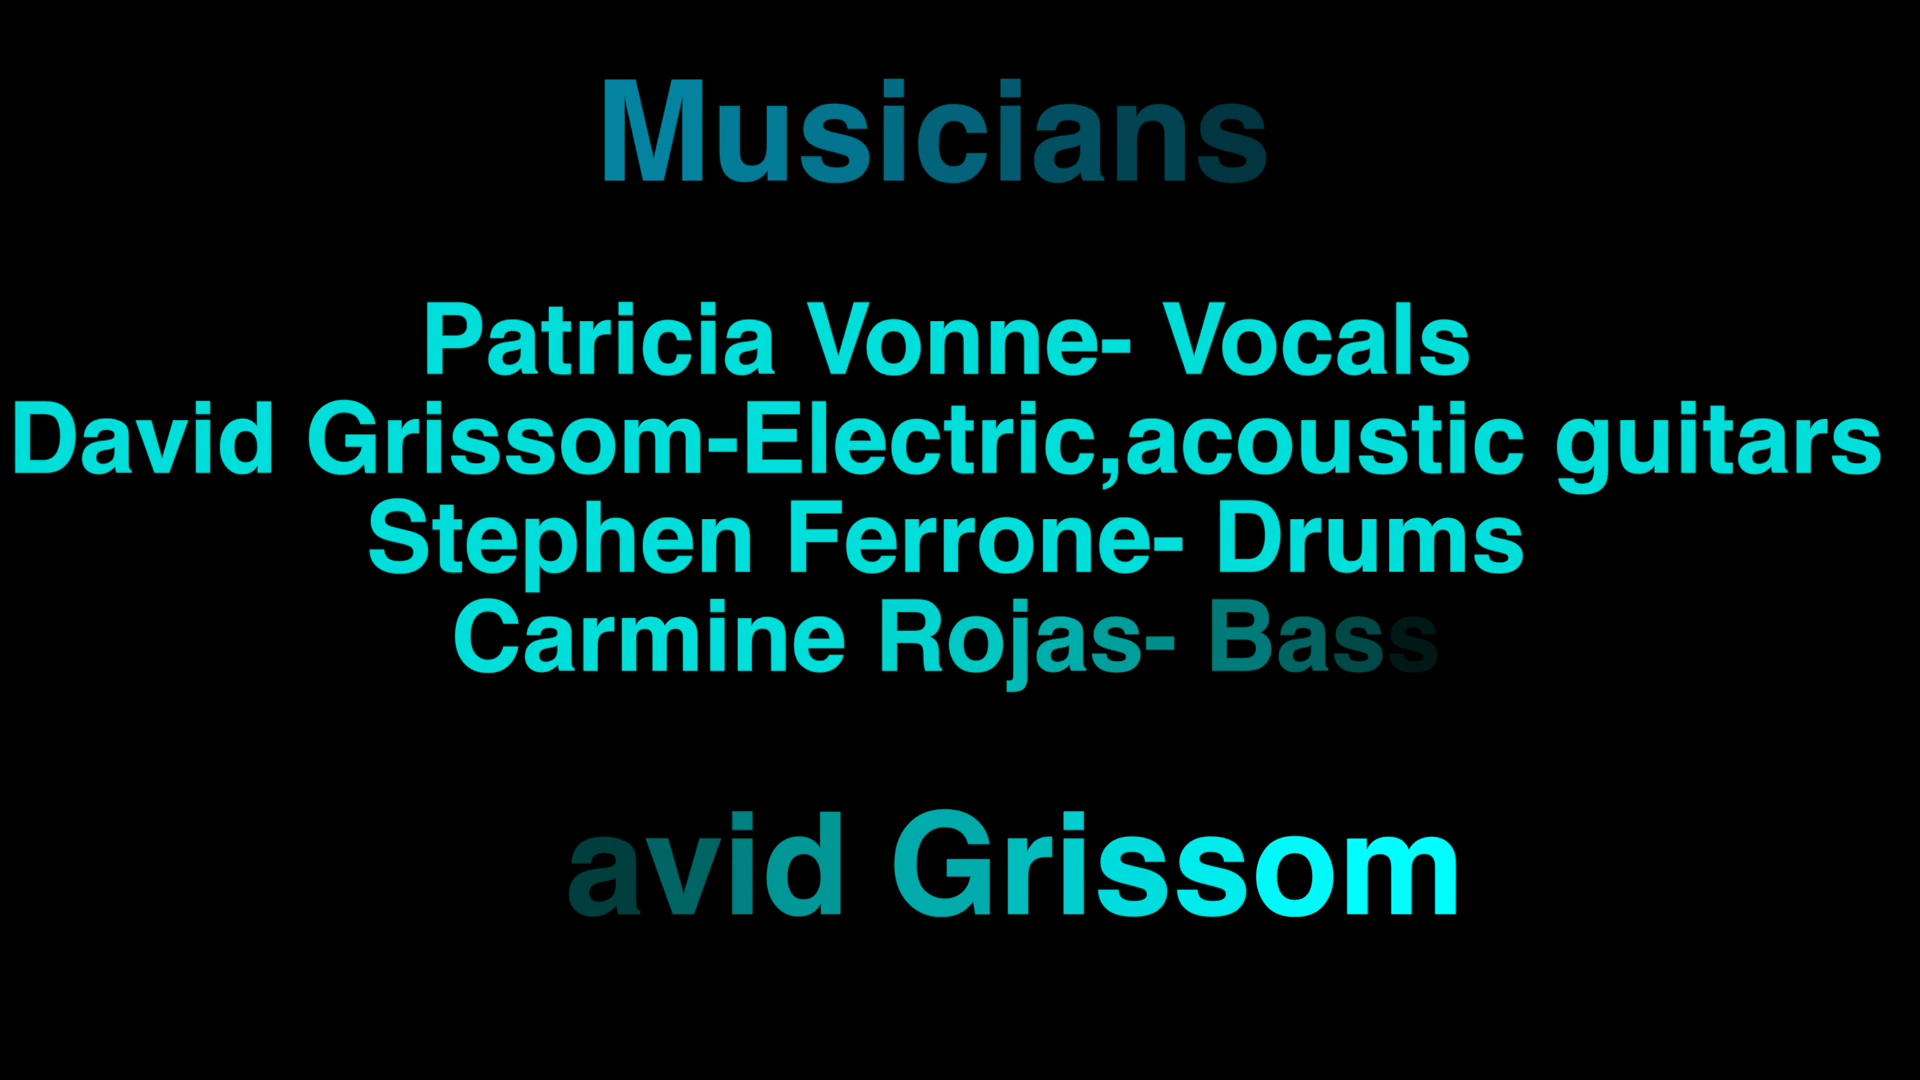 Musicians
Patricia Vonne- Vocals
David Grissom-Electric,acoustic guitars
Stephen Ferrone- Drums
Carmine Rojas- Bass
avid Grissom